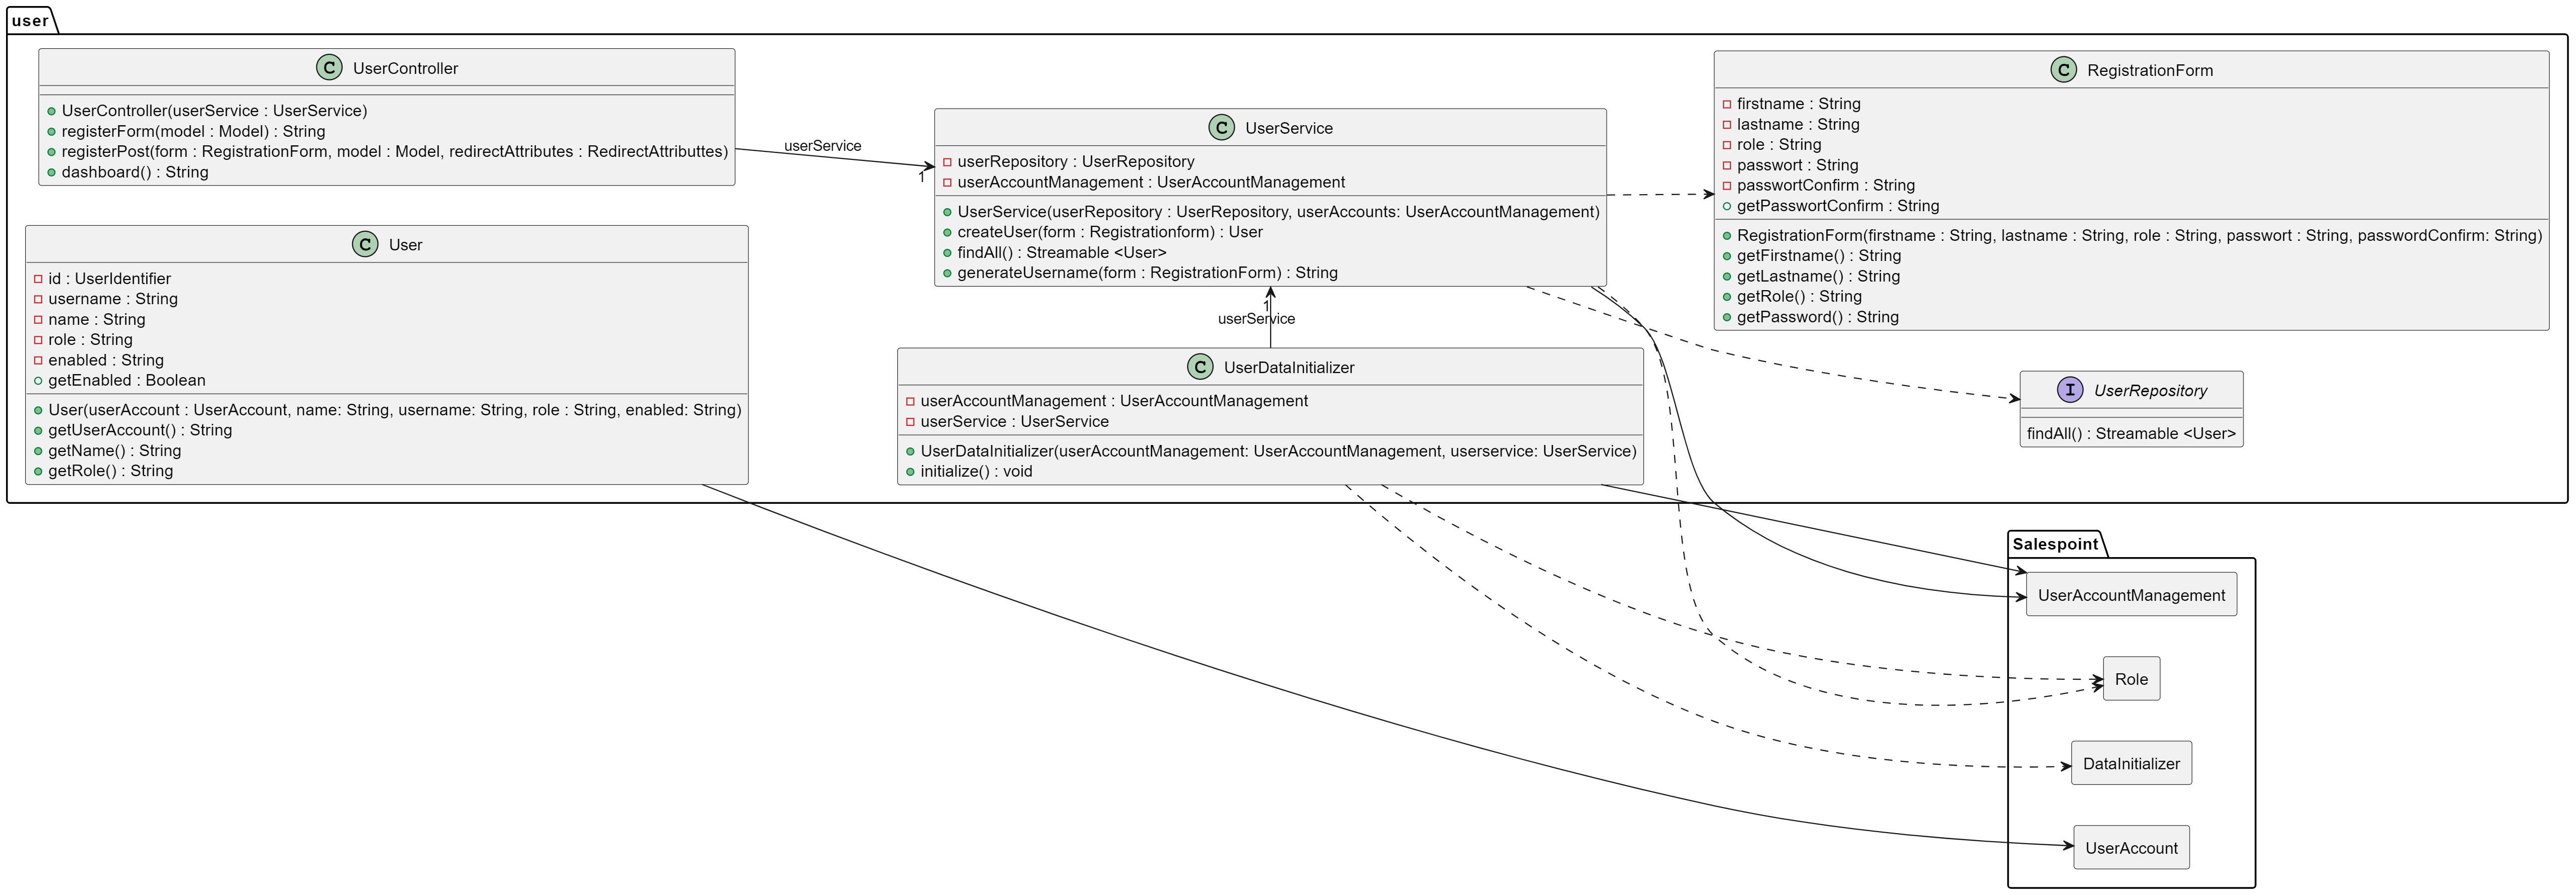 user
UserController
UserController(userService : UserService)
registerForm(model : Model) : String
registerPost(form : RegistrationForm, model : Model, redirectAttributes : RedirectAttributtes)
dashboard() : String
userService
1
User
id : UserIdentifier
username : String
name : String
role : String
enabled : String
getEnabled : Boolean
User(userAccount : UserAccount, name: String, username: String, role : String, enabled: String)
getUserAccount() : String
getName() : String
getRole() : String
UserService
userRepository : UserRepository
userAccountManagement : UserAccountManagement
UserService(userRepository : UserRepository, userAccounts: UserAccountManagement)
createUser(form : Registrationform) : User
findAll() : Streamable <User>
generateUsername(form : RegistrationForm) : String
1
userService
UserDataInitializer
userAccountManagement : UserAccountManagement
userService : UserService
UserDataInitializer(userAccountManagement: UserAccountManagement, userservice: UserService)
initialize() : void
RegistrationForm
firstname : String
lastname : String
role : String
passwort : String
passwortConfirm : String
getPasswortConfirm : String
RegistrationForm(firstname : String, lastname : String, role : String, passwort : String, passwordConfirm: String)
getFirstname() : String
getLastname() : String
getRole() : String
getPassword() : String
UserRepository
findAll() : Streamable <User>
Salespoint
UserAccountManagement
Role
DataInitializer
UserAccount